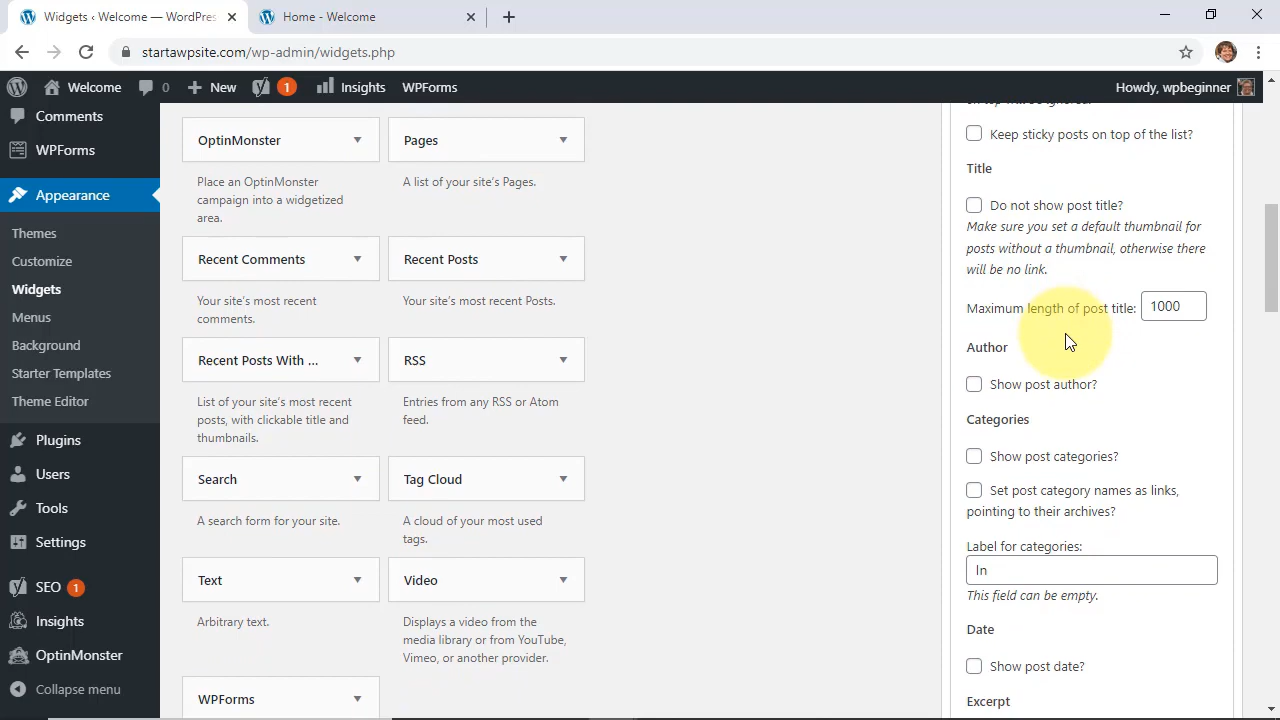 Widgets ‹ Welcome — WordPres
Home - Welcome
startawpsite.com/wp-admin/widgets.php
Welcome
0
New
1
Insights
WPForms
Howdy, wpbeginner
Comments
WPForms
Appearance
Themes
Customize
Widgets
Menus
Background
Starter Templates
Theme Editor
Plugins
Users
Tools
Settings
SEO 1
Insights
OptinMonster
Collapse menu
OptinMonster
Place an OptinMonster
campaign into a widgetized
area.
Pages
A list of your site's Pages.
Recent Comments
Your site's most recent
comments.
Recent Posts
Your site's most recent Posts.
Recent Posts With ...
List of your site's most recent
posts, with clickable title and
thumbnails.
RSS
Entries from any RSS or Atom
feed.
Search
A search form for your site.
Tag Cloud
A cloud of your most used
tags.
Text
Arbitrary text.
Video
Displays a video from the
media library or from YouTube,
Vimeo, or another provider.
WPForms
on top will be ignored.
Keep sticky posts on top of the list?
Title
Do not show post title?
Make sure you set a default thumbnail for
posts without a thumbnail, otherwise there
will be no link.
Maximum length of post title: 1000
Author
Show post author?
Categories
Show post categories?
Set post category names as links,
pointing to their archives?
Label for categories:
In
This field can be empty.
Date
Show post date?
Excerpt